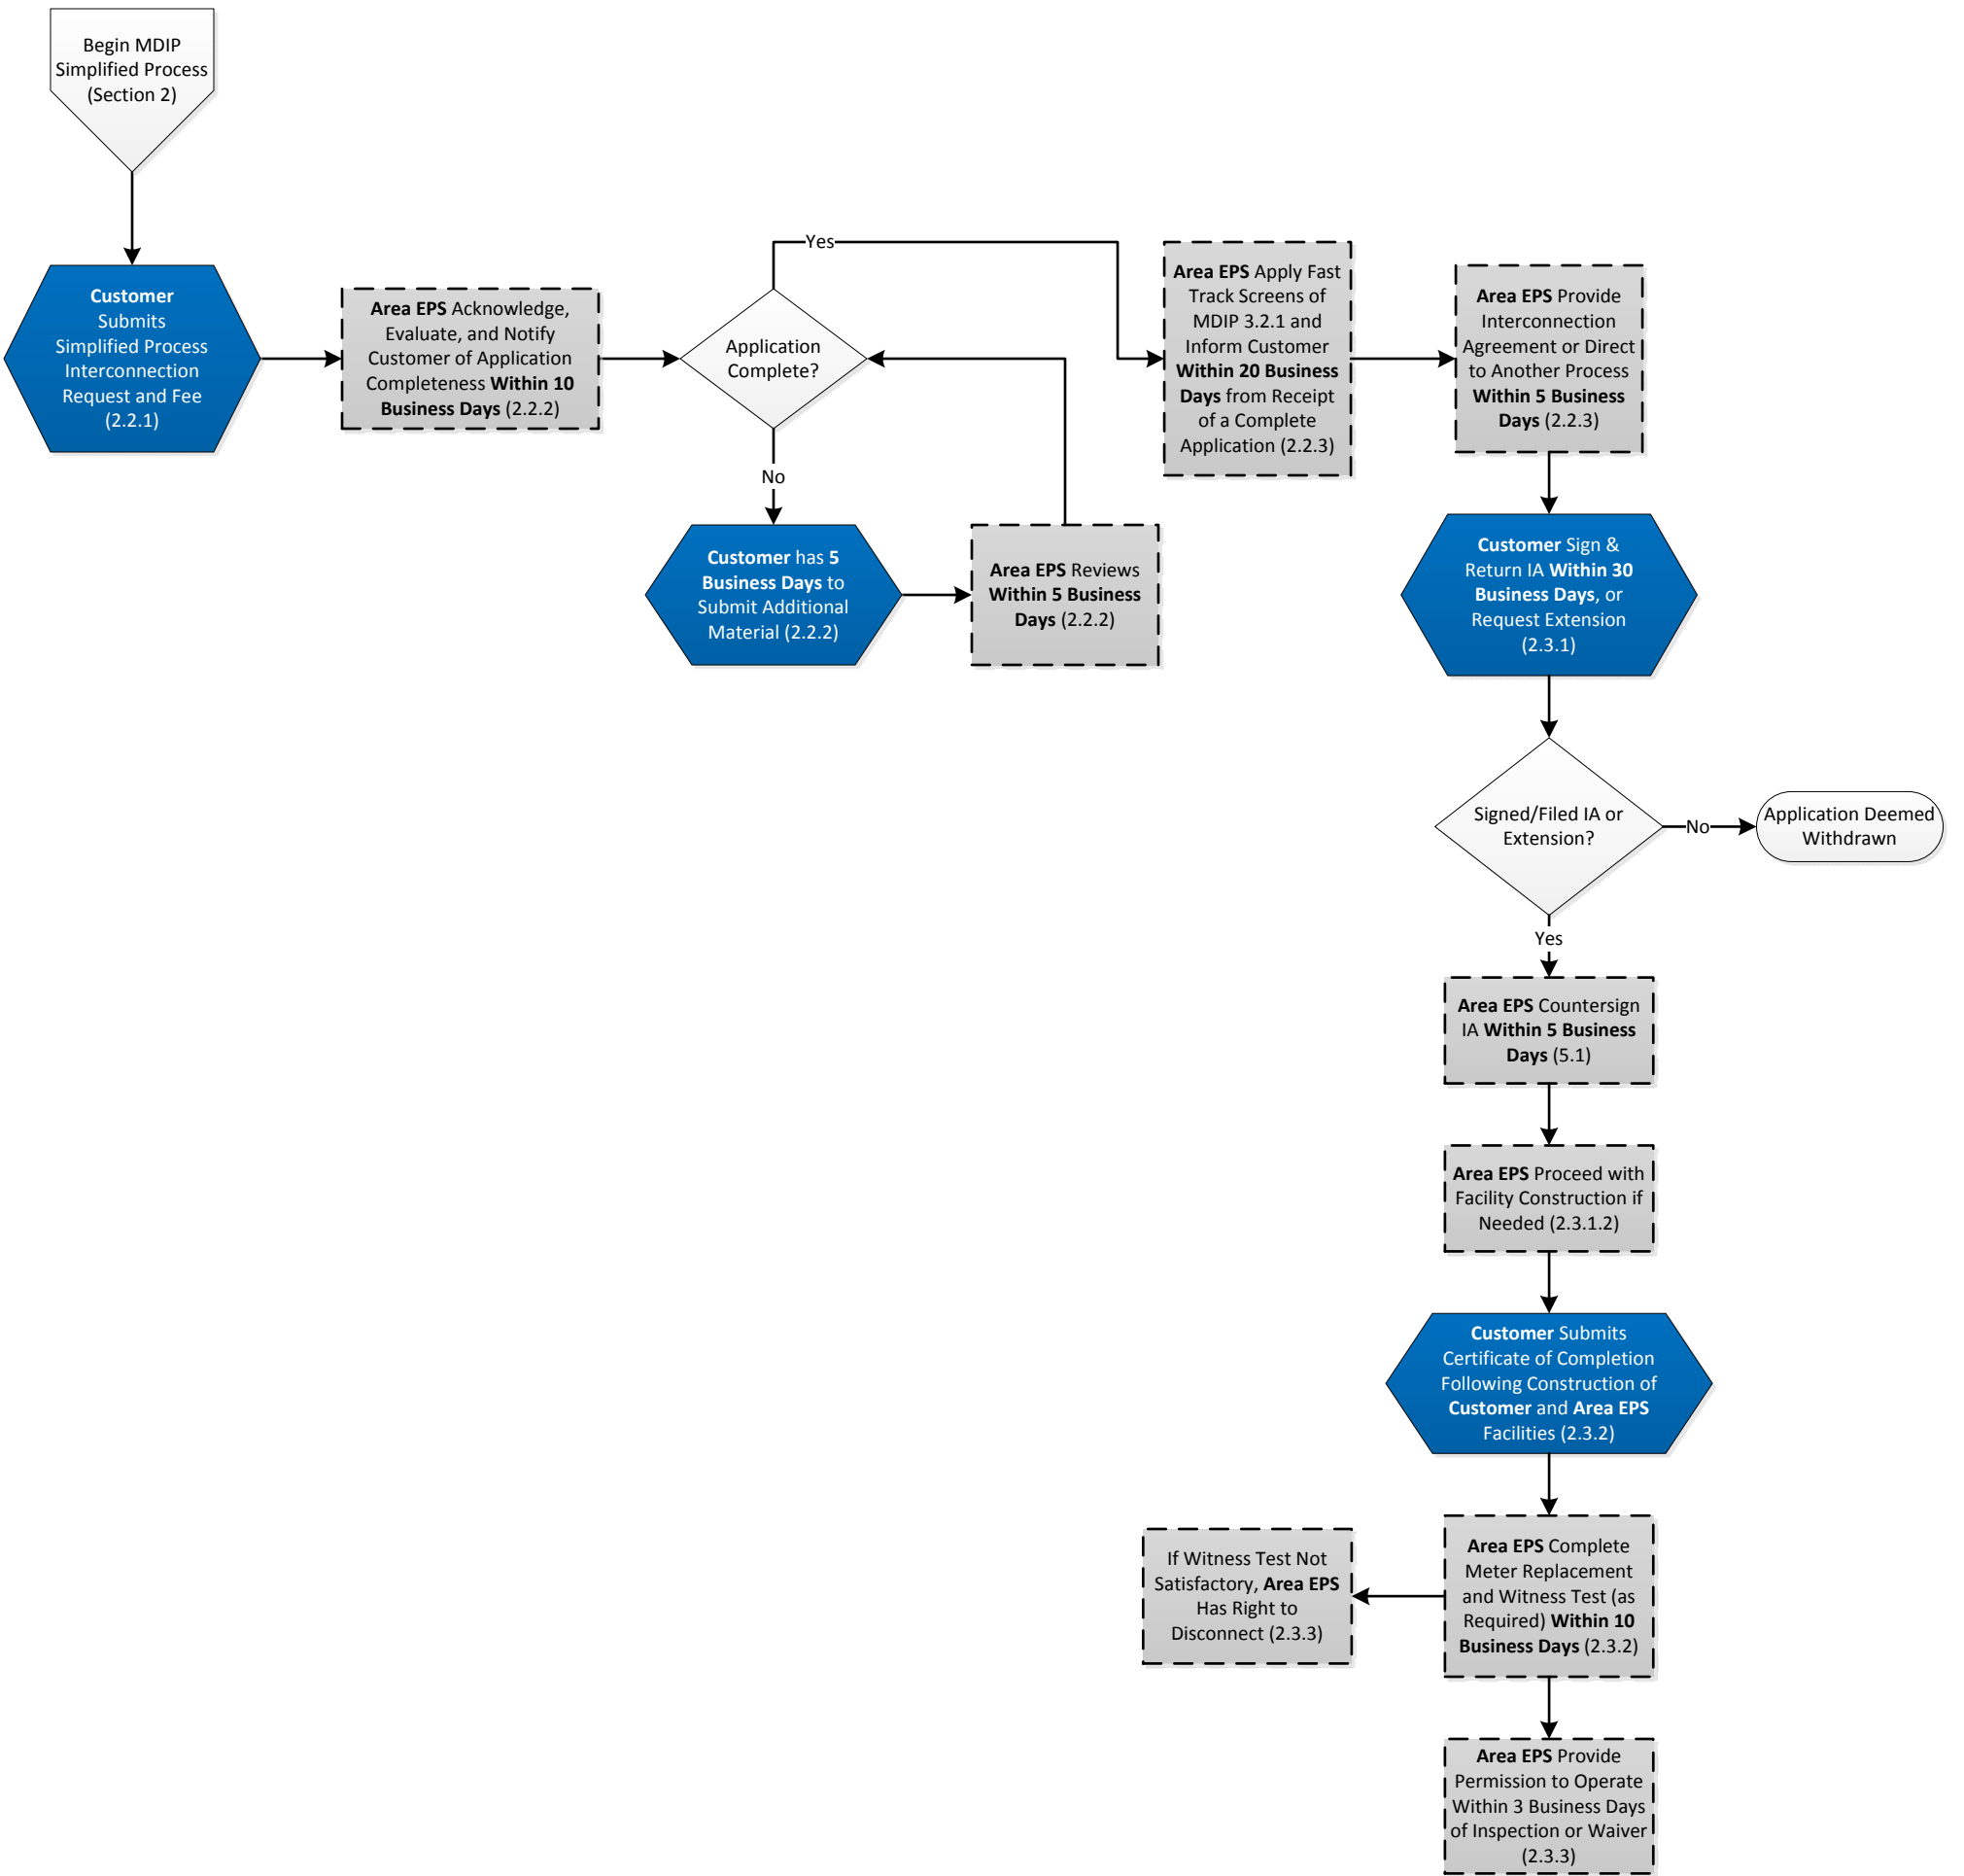 Begin MDIP
Simplified Process
(Section 2)
Customer
Submits
Simplified Process
Interconnection
Request and Fee
(2.2.1)
Area EPS Acknowledge,
Evaluate, and Notify
Customer of Application
Completeness Within 10
Business Days (2.2.2)
Application
Complete?
Yes
No
Customer has 5
Business Days to
Submit Additional
Material (2.2.2)
Area EPS Reviews
Within 5 Business
Days (2.2.2)
Area EPS Apply Fast
Track Screens of
MDIP 3.2.1 and
Inform Customer
Within 20 Business
Days from Receipt
of a Complete
Application (2.2.3)
Area EPS Provide
Interconnection
Agreement or Direct
to Another Process
Within 5 Business
Days (2.2.3)
Customer Sign &
Return IA Within 30
Business Days, or
Request Extension
(2.3.1)
Signed/Filed IA or
Extension?
No
Application Deemed
Withdrawn
Yes
Area EPS Countersign
IA Within 5 Business
Days (5.1)
Area EPS Proceed with
Facility Construction if
Needed (2.3.1.2)
Customer Submits
Certificate of Completion
Following Construction of
Customer and Area EPS
Facilities (2.3.2)
Area EPS Complete
Meter Replacement
and Witness Test (as
Required) Within 10
Business Days (2.3.2)
If Witness Test Not
Satisfactory, Area EPS
Has Right to
Disconnect (2.3.3)
Area EPS Provide
Permission to Operate
Within 3 Business Days
of Inspection or Waiver
(2.3.3)